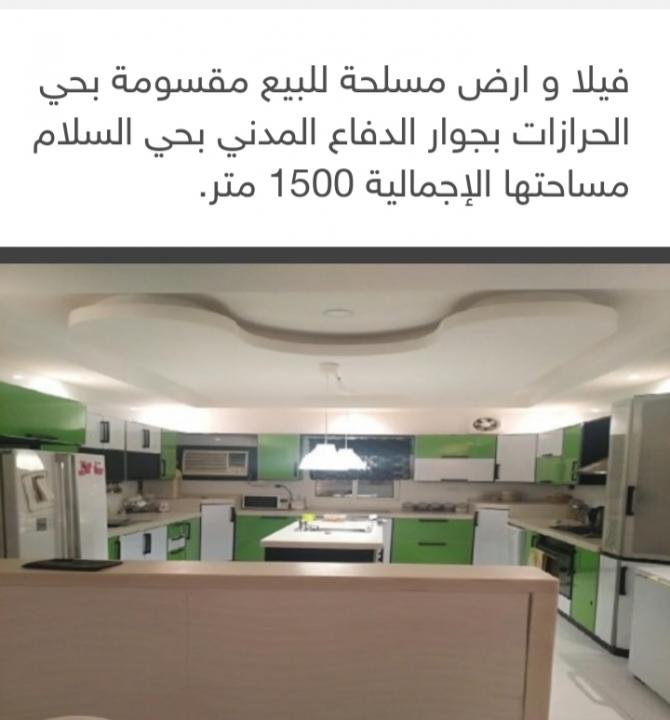 فيلا و ارض مسلحة للبيع مقسومة بحي
الحرازات بجوار الدفاع المدني بحي السلام
مساحتها الإجمالية 1500 متر.